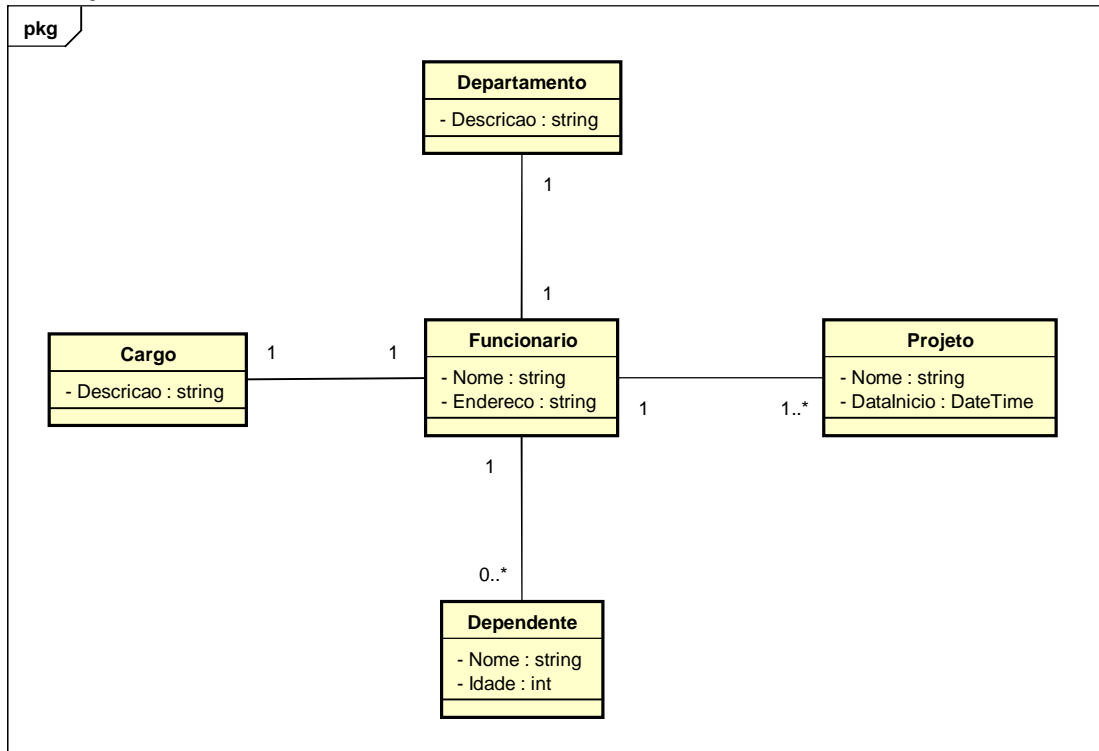 pkg
Departamento
- Descricao : string
1
1
Cargo
- Descricao : string
1
1
Funcionario
- Nome : string
- Endereco : string
1
1..*
Projeto
- Nome : string
- DataInicio : DateTime
1
0..*
Dependente
- Nome : string
- Idade : int